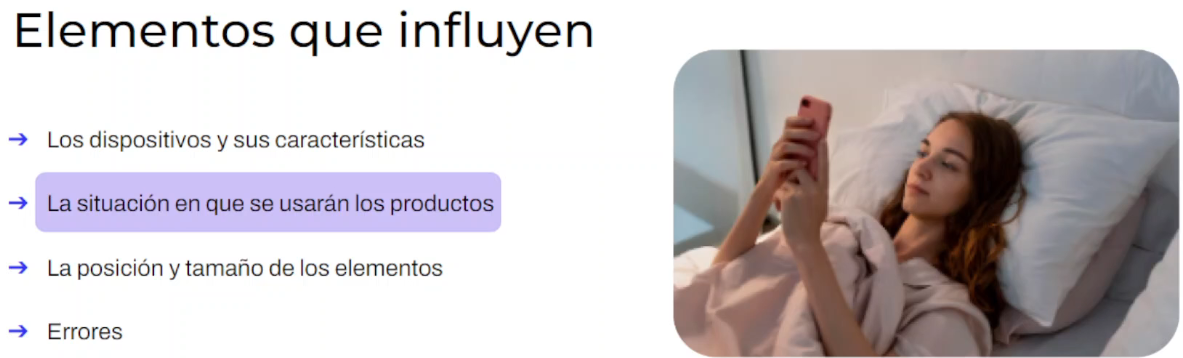 Elementos que influyen
→ Los dispositivos y sus características
→ La situación en que se usarán los productos
→ La posición y tamaño de los elementos
→ Errores